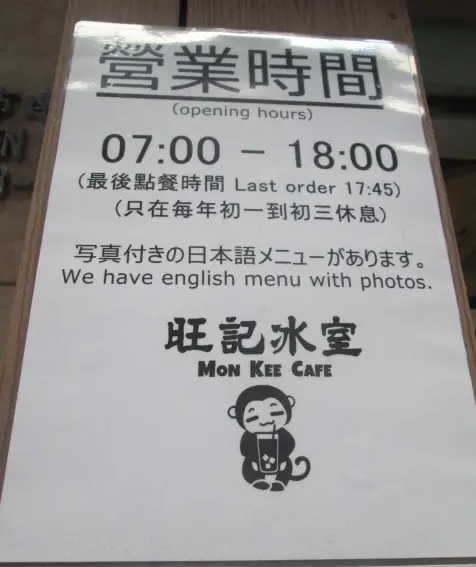 營業時間
(opening hours)
07:00 – 18:00
(最後點餐時間 Last order 17:45)
(只在每年初一到初三休息)
写真付きの日本語メニューがあります。
We have english menu with photos.
旺記冰室
MON KEE CAFE